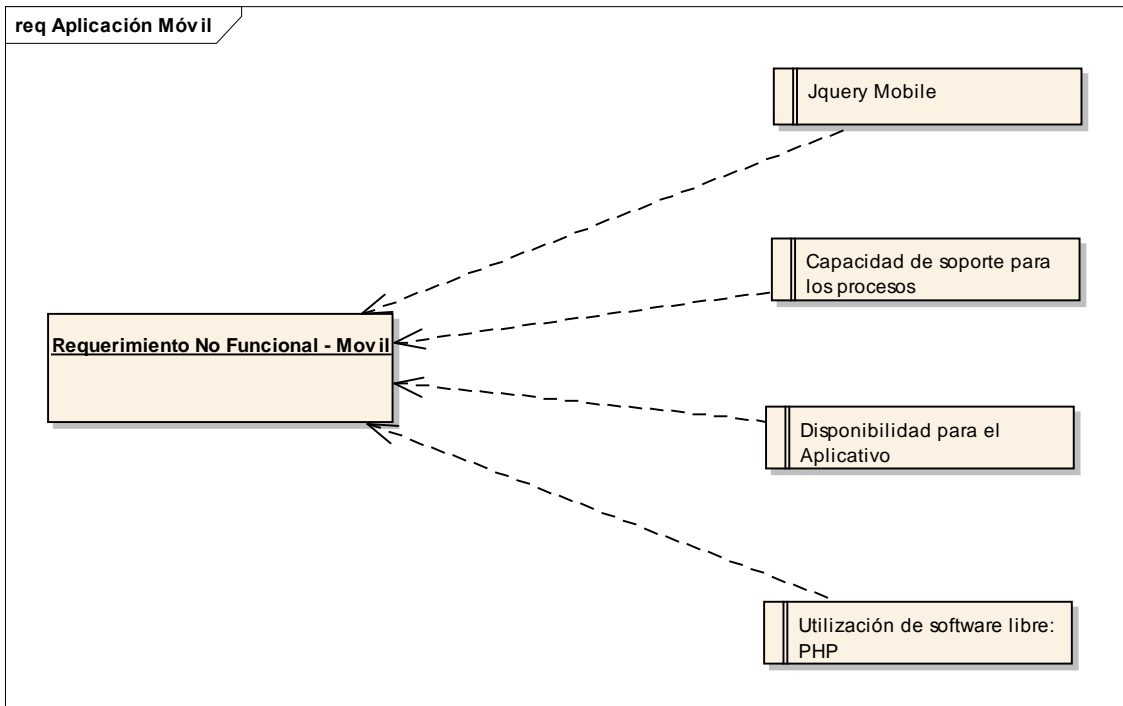 req Aplicación Móvil
Jquery Mobile
Capacidad de soporte para
los procesos
Requerimiento No Funcional - Movil
Disponibilidad para el
Aplicativo
Utilización de software libre:
PHP